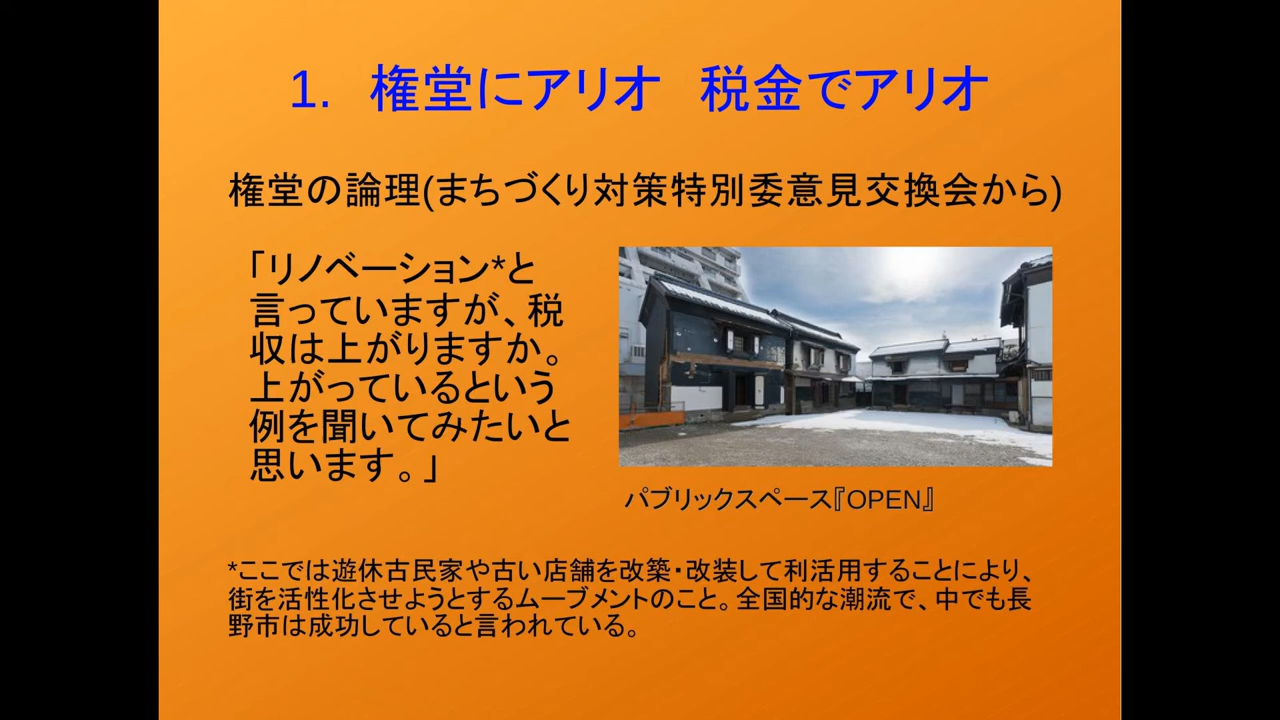 1. 権堂にアリオ　税金でアリオ
権堂の論理(まちづくり対策特別委意見交換会から)
「リノベーション*と
言っていますが、税
収は上がりますか。
上がっているという
例を聞いてみたいと
思います。」
パブリックスペース『OPEN』
*ここでは遊休古民家や古い店舗を改築・改装して利活用することにより、
街を活性化させようとするムーブメントのこと。全国的な潮流で、中でも長
野市は成功していると言われている。